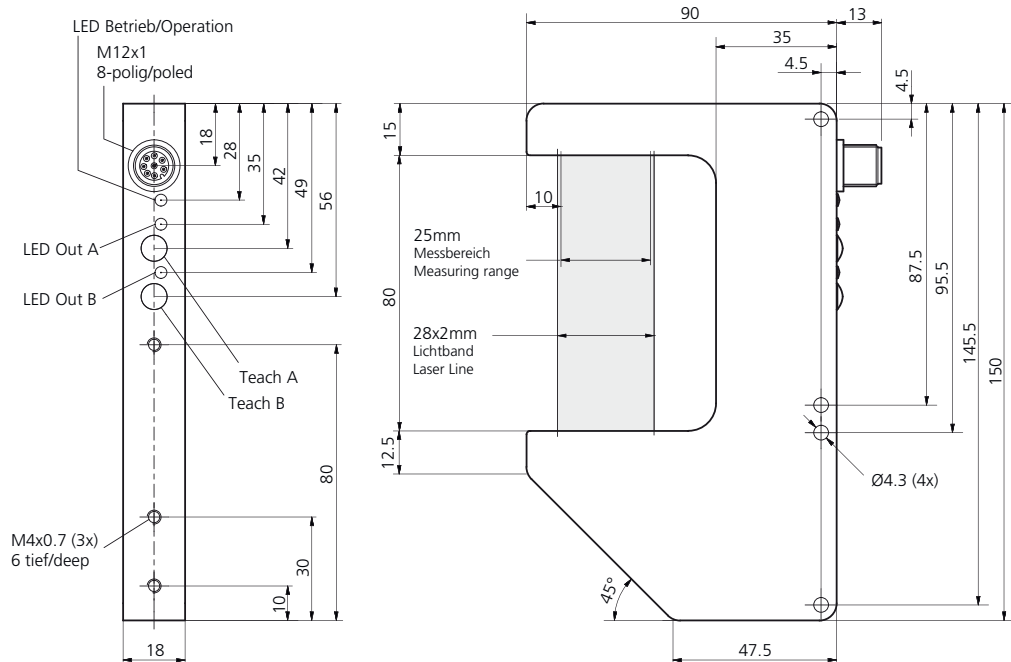 LED Betrieb/Operation
M12x1
8-polig/poled
18
28
35
42
49
56
LED Out A
LED Out B
Teach A
Teach B
80
M4x0.7 (3x)
6 tief/deep
30
10
18
90
13
35
4.5
4.5
15
10
25mm
Messbereich
Measuring range
80
28x2mm
Lichtband
Laser Line
87.5
95.5
145.5
150
12.5
Ø4.3 (4x)
45°
47.5